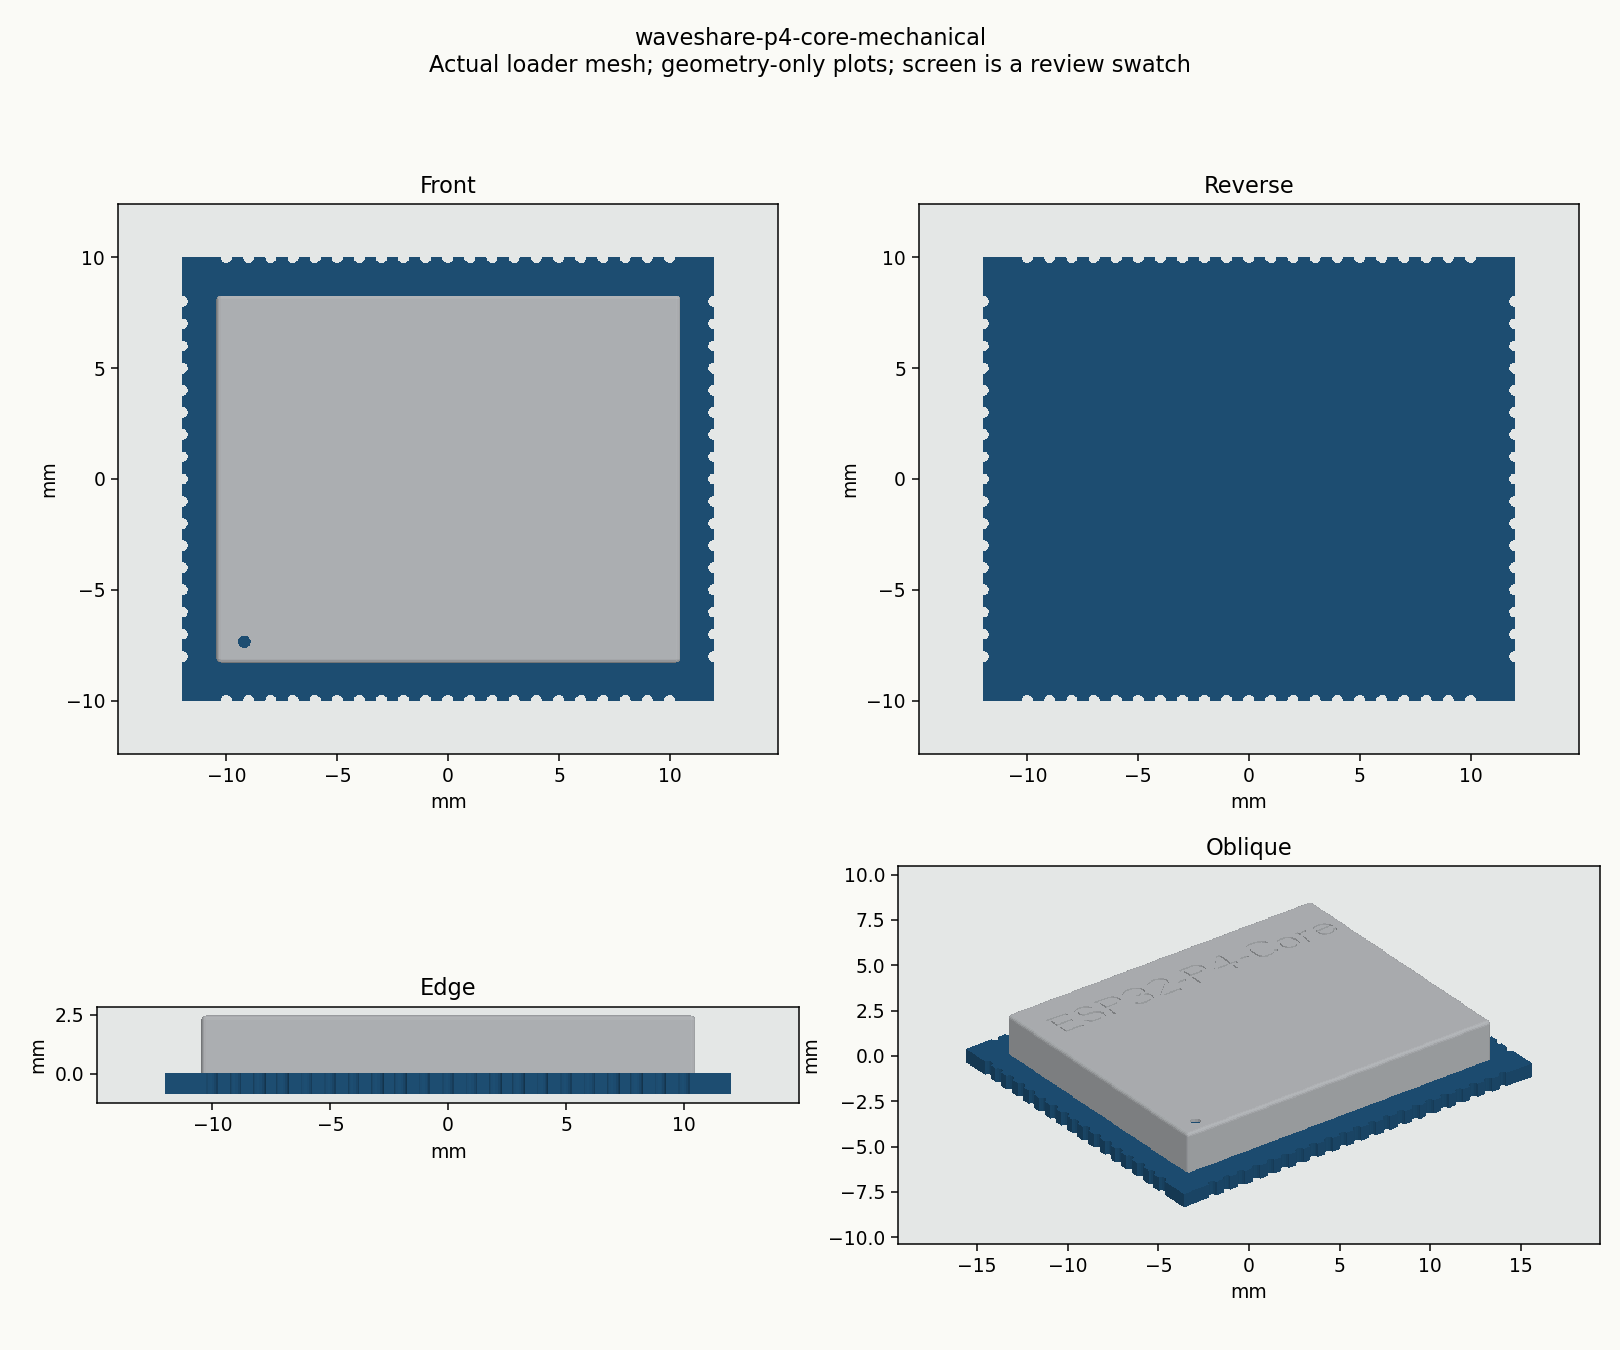 waveshare-p4-core-mechanical
Actual loader mesh; geometry-only plots; screen is a review swatch
Front
10
5
0
−5
−10
mm
−10 −5 0 5 10
mm
Reverse
10
5
0
−5
−10
mm
−10 −5 0 5 10
mm
Edge
2.5
0.0
mm
−10 −5 0 5 10
mm
Oblique
10.0
7.5
5.0
2.5
0.0
−2.5
−5.0
−7.5
−10.0
mm
ESP32-P4-Core
−15 −10 −5 0 5 10 15
mm